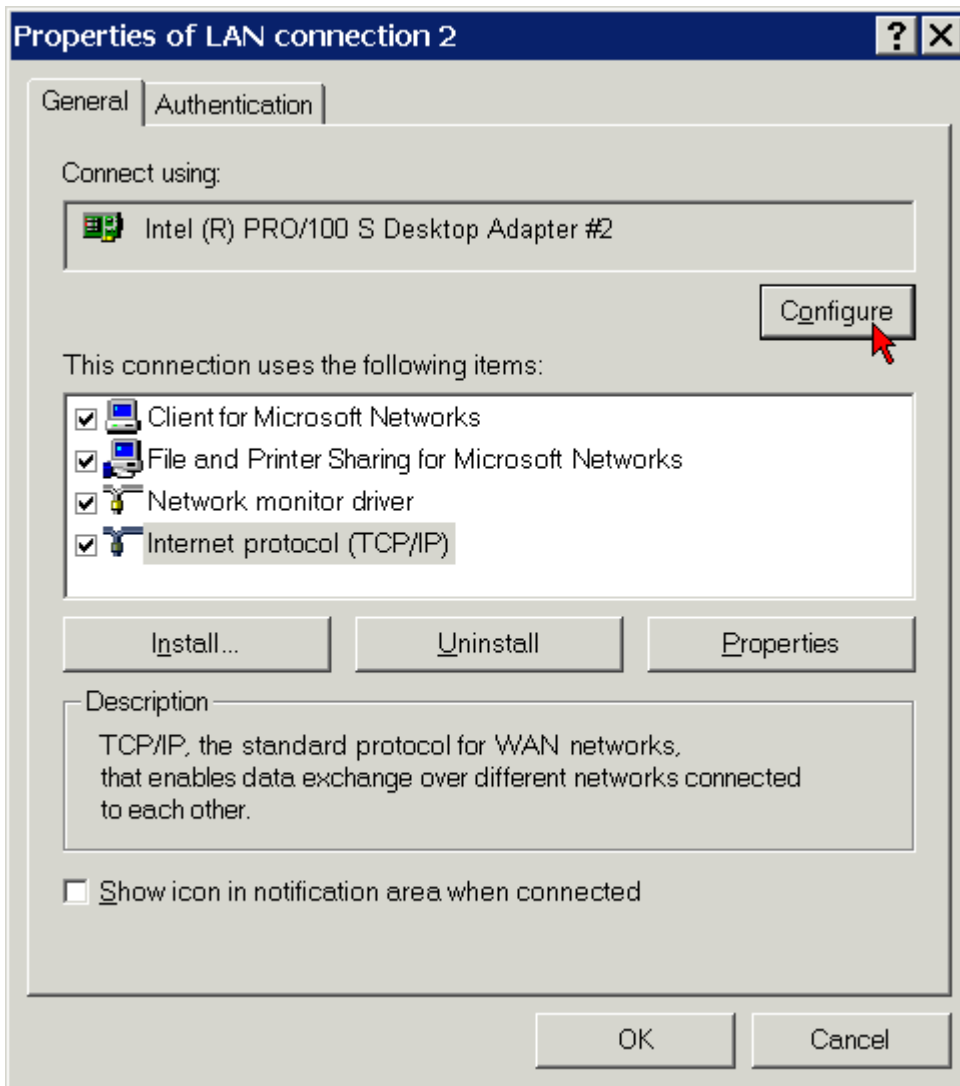 Properties of LAN connection 2
General
Authentication
Connect using:
Intel (R) PRO/100 S Desktop Adapter #2
Configure
This connection uses the following items:
Client for Microsoft Networks
File and Printer Sharing for Microsoft Networks
Network monitor driver
Internet protocol (TCP/IP)
Install...
Uninstall
Properties
Description
TCP/IP, the standard protocol for WAN networks,
that enables data exchange over different networks connected
to each other.
Show icon in notification area when connected
OK
Cancel